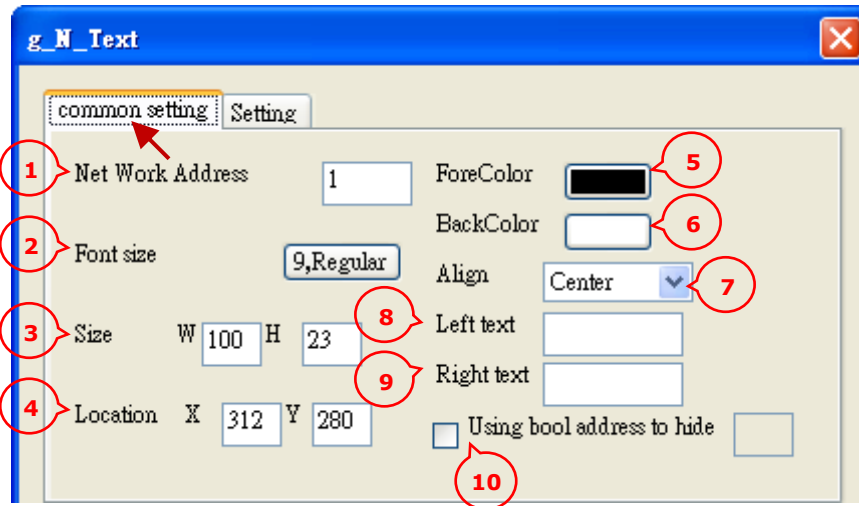 g_N_Text
common setting Setting
1 Net Work Address 1
2 Font size 9,Regular
3 Size W 100 H 23
4 Location X 312 Y 280
ForeColor 5
BackColor 6
Align Center 7
8 Left text
9 Right text
Using bool address to hide
10